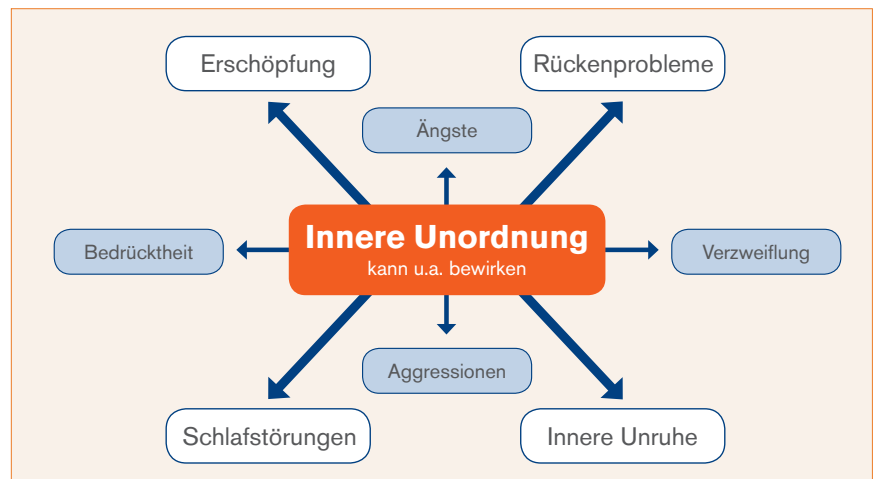 Erschöpfung
Rückenprobleme
Ängste
Innere Unordnung
kann u.a. bewirken
Bedrücktheit
Verzweiflung
Aggressionen
Schlafstörungen
Innere Unruhe